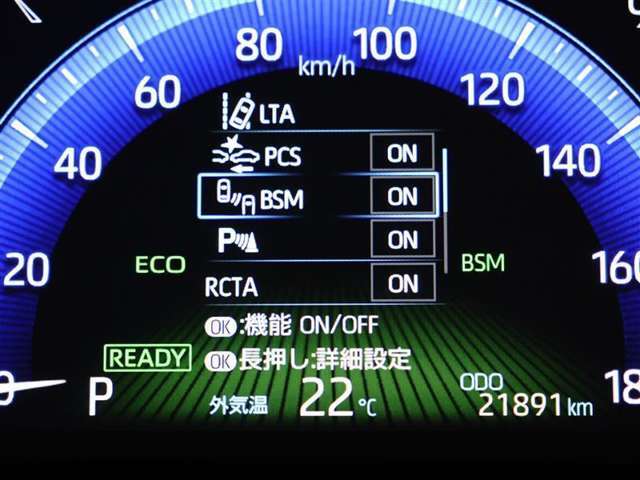 80
100
km/h
60
120
LTA
40
PCS ON
140
BSM ON
P ON
ECO
BSM
20
160
RCTA ON
OK:機能 ON/OFF
READY
OK長押し:詳細設定
0
P
外気温 22℃
ODO
21891km
18